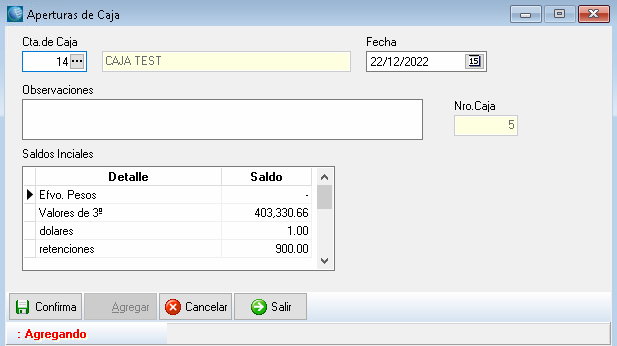 Aperturas de Caja
Cta.de Caja
Fecha
14 ... CAJA TEST
22/12/2022 15
Observaciones
Nro.Caja
5
Saldos Inciales
Detalle Saldo
Efvo. Pesos -
Valores de 3º 403,330.66
dolares 1.00
retenciones 900.00
Confirma Agregar Cancelar Salir
: Agregando